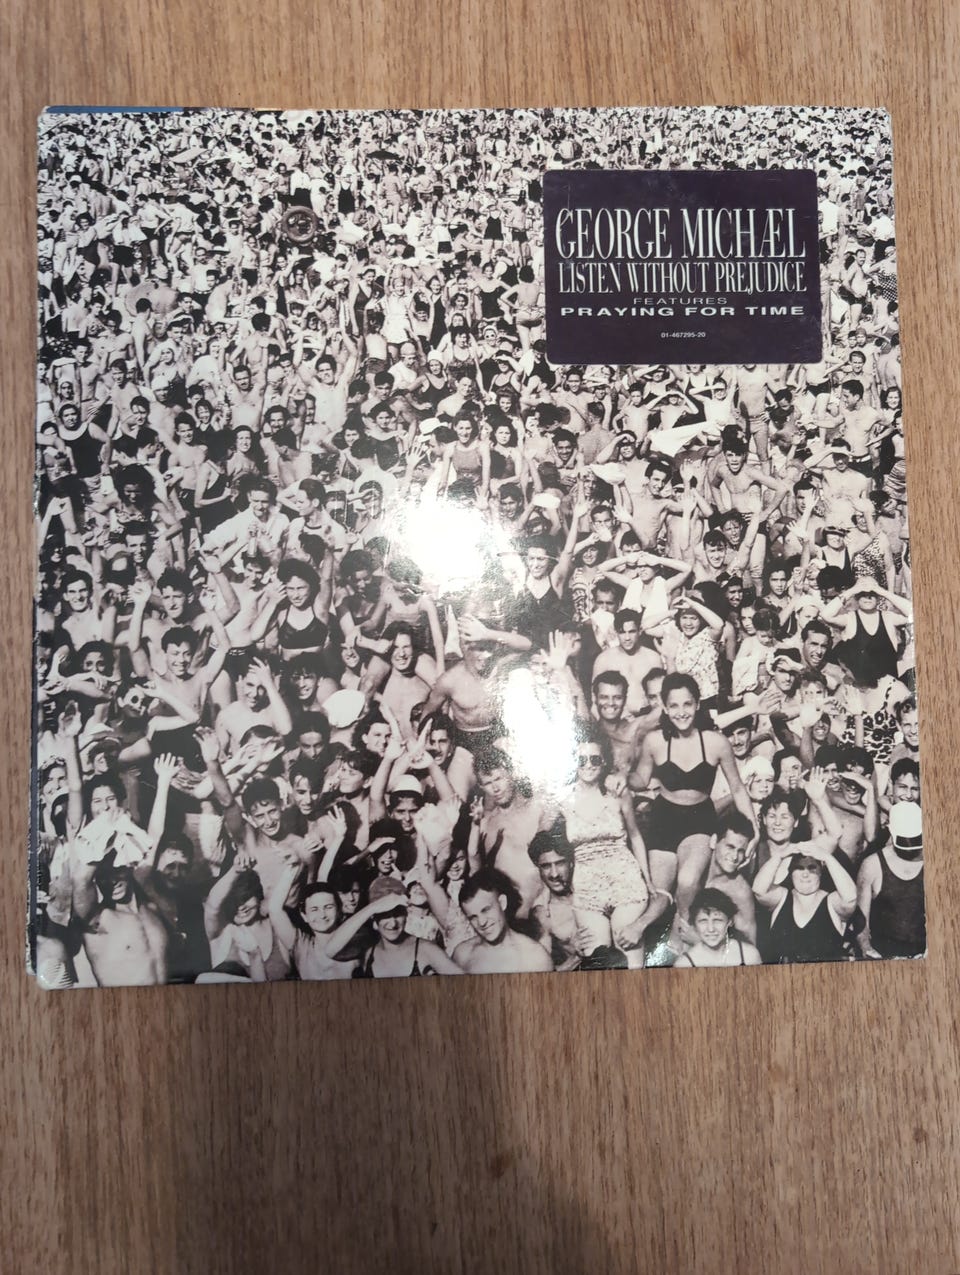 GEORGE MICHÆL
LISTEN WITHOUT PREJUDICE
FEATURES
PRAYING FOR TIME
01-467295-20